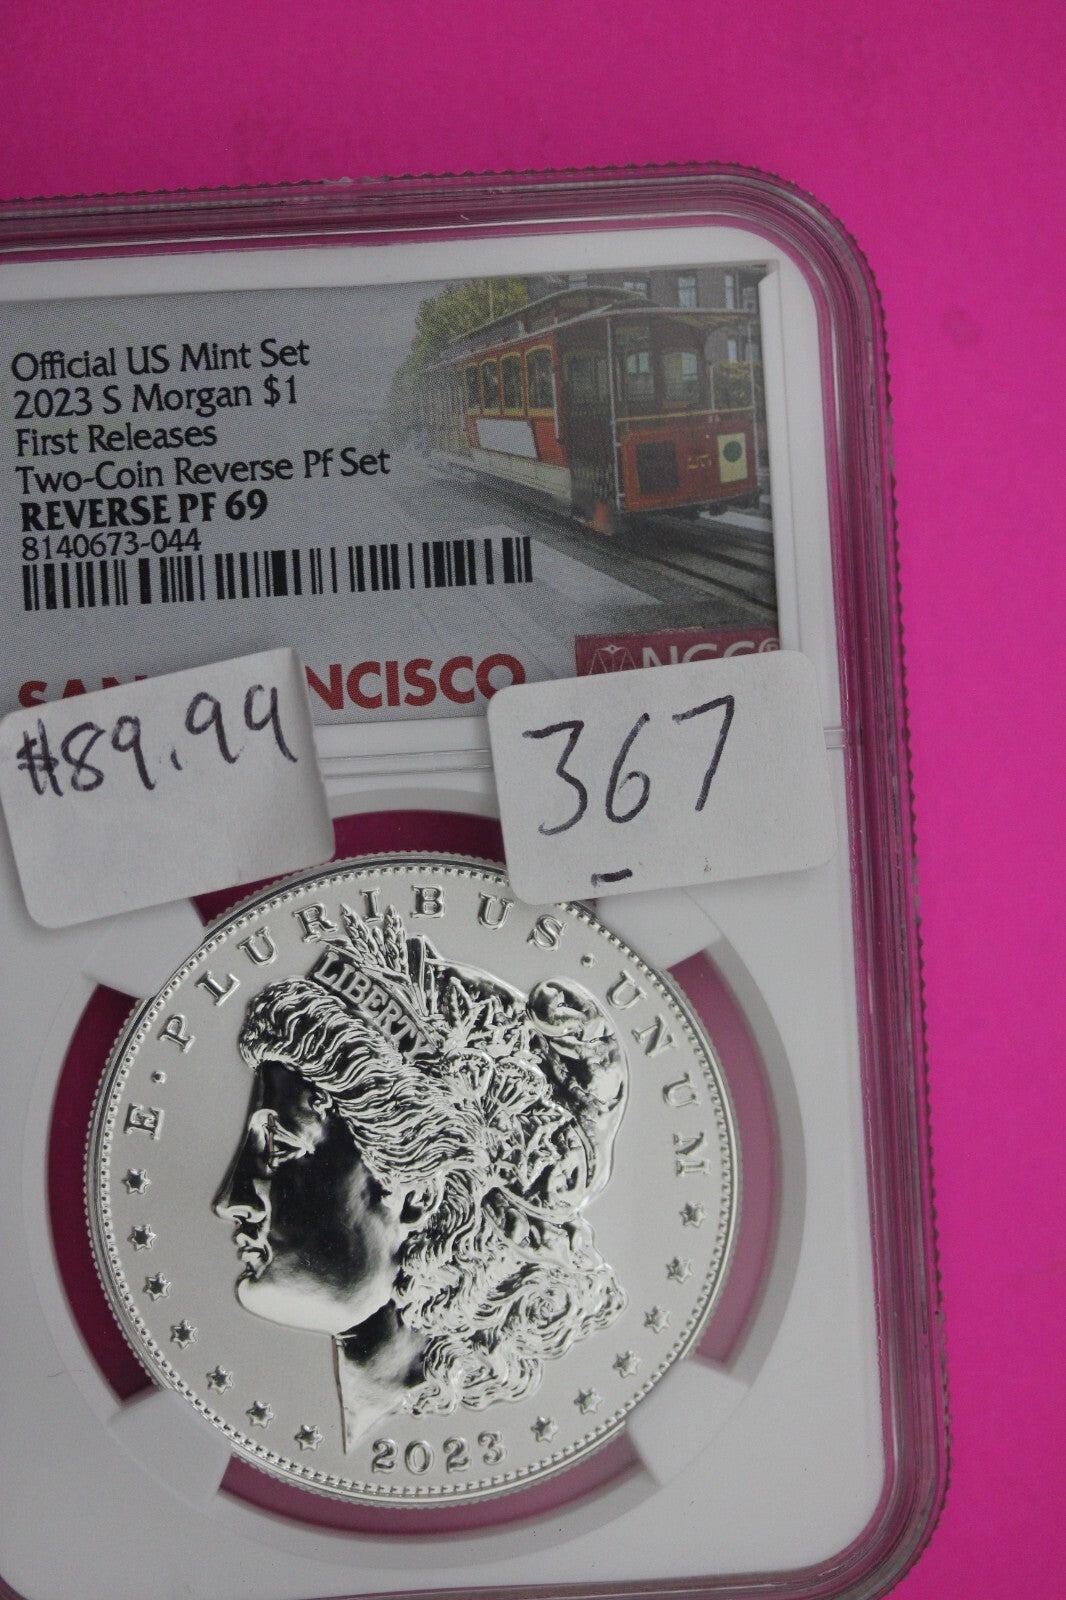 Official US Mint Set
2023 S Morgan $1
First Releases
Two-Coin Reverse Pf Set
REVERSE PF 69
8140673-044
SAN NCISCO
NGC®
$89.99
367
E · PLURIBUS · UNUM
LIBERTY
2023